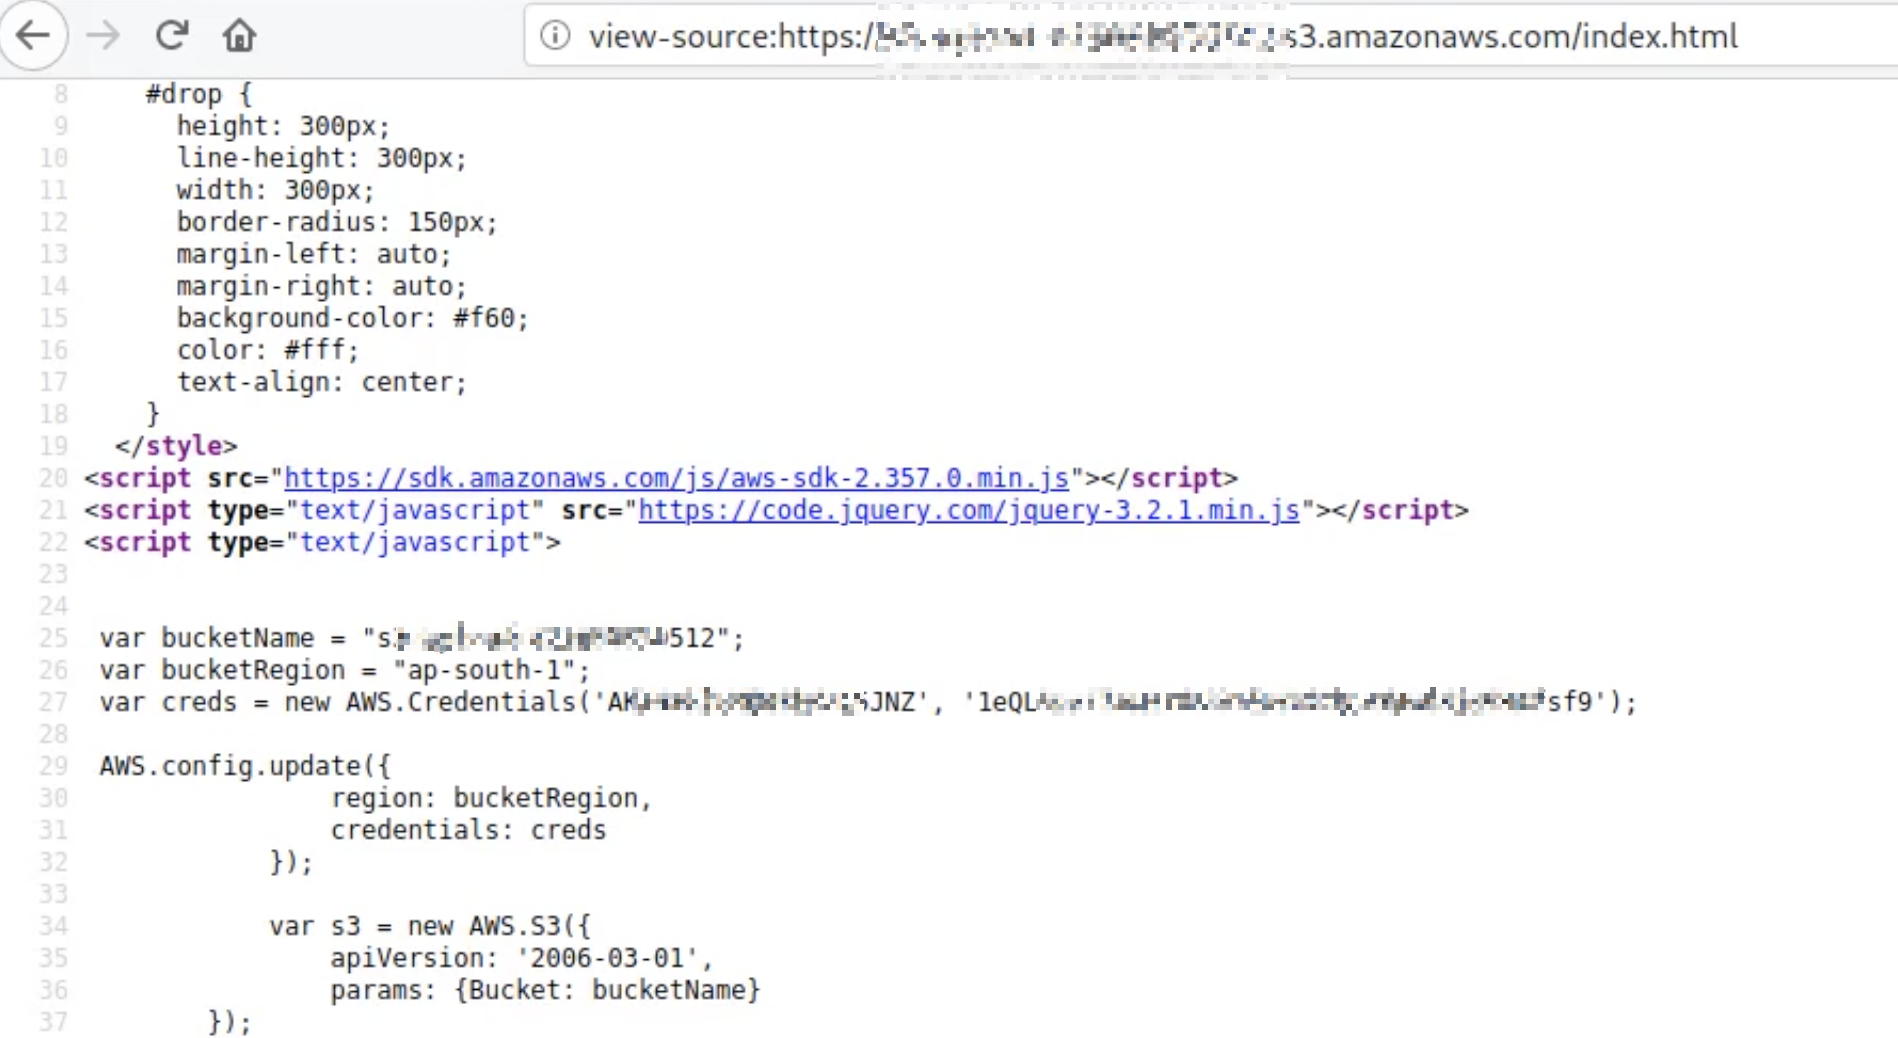 view-source:https:/ s3.amazonaws.com/index.html
8 #drop {
9 height: 300px;
10 line-height: 300px;
11 width: 300px;
12 border-radius: 150px;
13 margin-left: auto;
14 margin-right: auto;
15 background-color: #f60;
16 color: #fff;
17 text-align: center;
18 }
19 </style>
20 <script src="https://sdk.amazonaws.com/js/aws-sdk-2.357.0.min.js"></script>
21 <script type="text/javascript" src="https://code.jquery.com/jquery-3.2.1.min.js"></script>
22 <script type="text/javascript">
23
24
25 var bucketName = "s 512";
26 var bucketRegion = "ap-south-1";
27 var creds = new AWS.Credentials('AK JNZ', '1eQL sf9');
28
29 AWS.config.update({
30 region: bucketRegion,
31 credentials: creds
32 });
33
34 var s3 = new AWS.S3({
35 apiVersion: '2006-03-01',
36 params: {Bucket: bucketName}
37 });